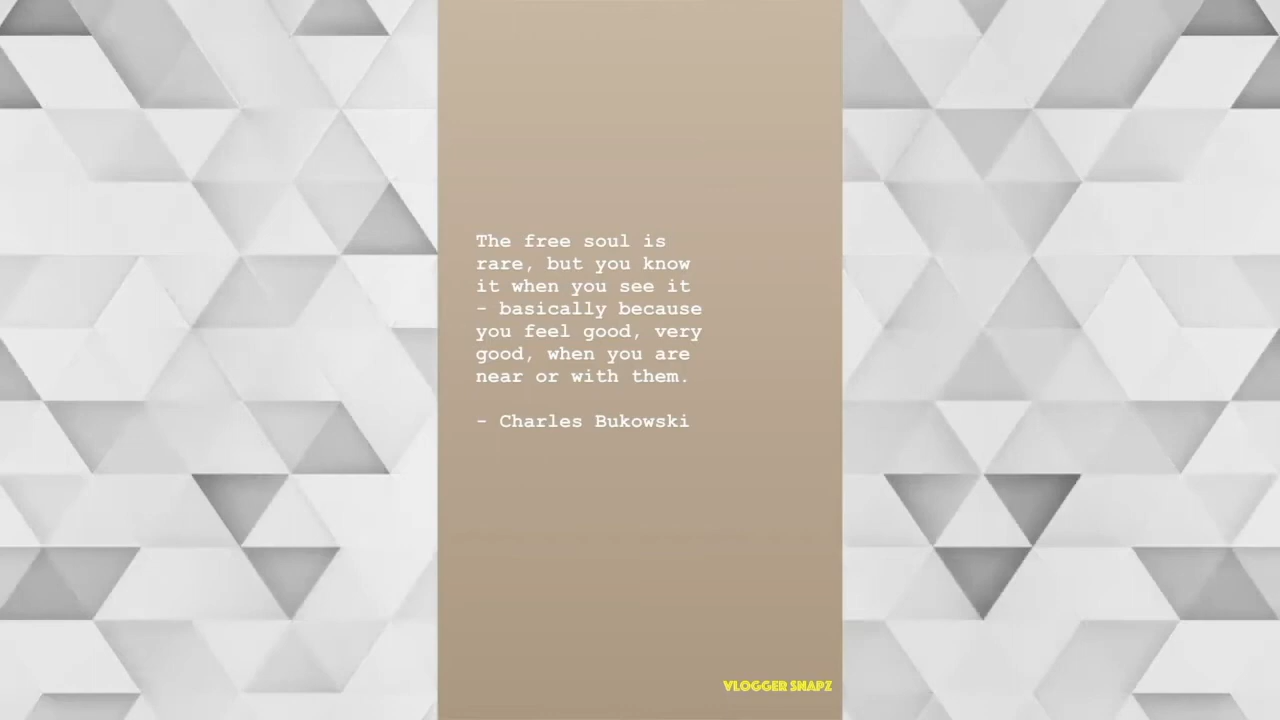 The free soul is
rare, but you know
it when you see it
- basically because
you feel good, very
good, when you are
near or with them.
- Charles Bukowski
VLOGGER SNAPZ